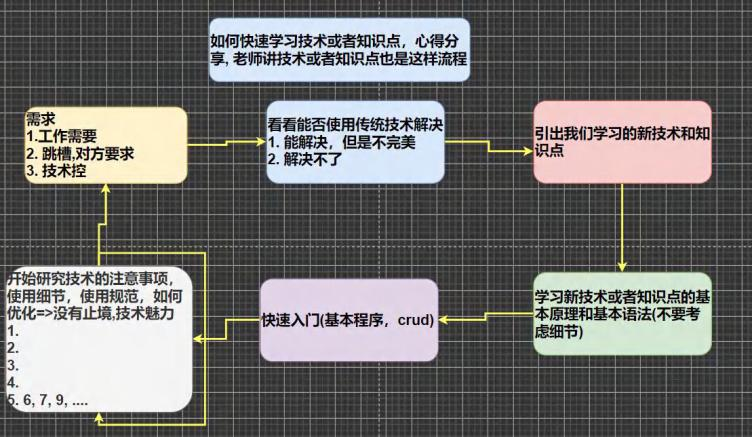 如何快速学习技术或者知识点，心得分
享, 老师讲技术或者知识点也是这样流程
需求
1.工作需要
2. 跳槽,对方要求
3. 技术控
看看能否使用传统技术解决
1. 能解决，但是不完美
2. 解决不了
引出我们学习的新技术和知
识点
学习新技术或者知识点的基
本原理和基本语法(不要考
虑细节)
快速入门(基本程序，crud)
开始研究技术的注意事项，
使用细节，使用规范，如何
优化=>没有止境,技术魅力
1.
2.
3.
4.
5. 6, 7, 9, ....